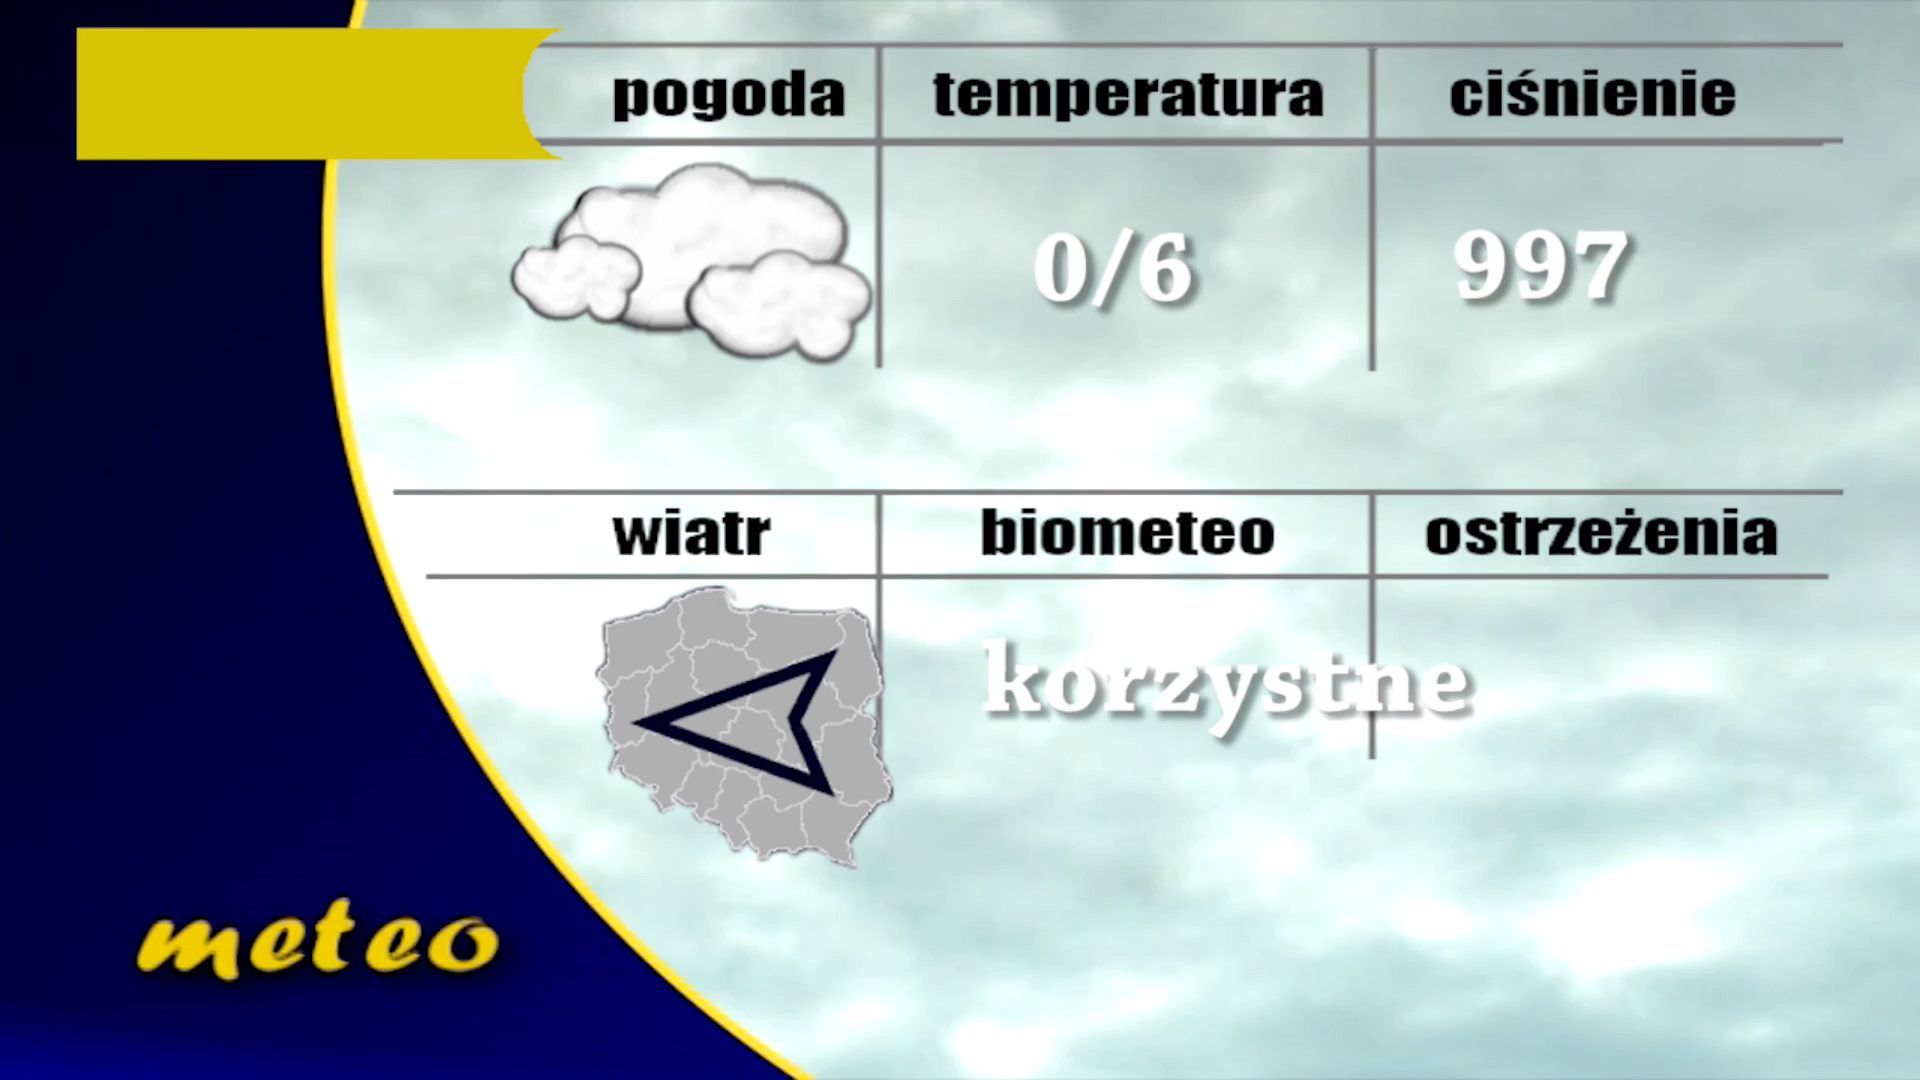 pogoda temperatura ciśnienie
0/6 997
wiatr biometeo ostrzeżenia
korzystne
meteo